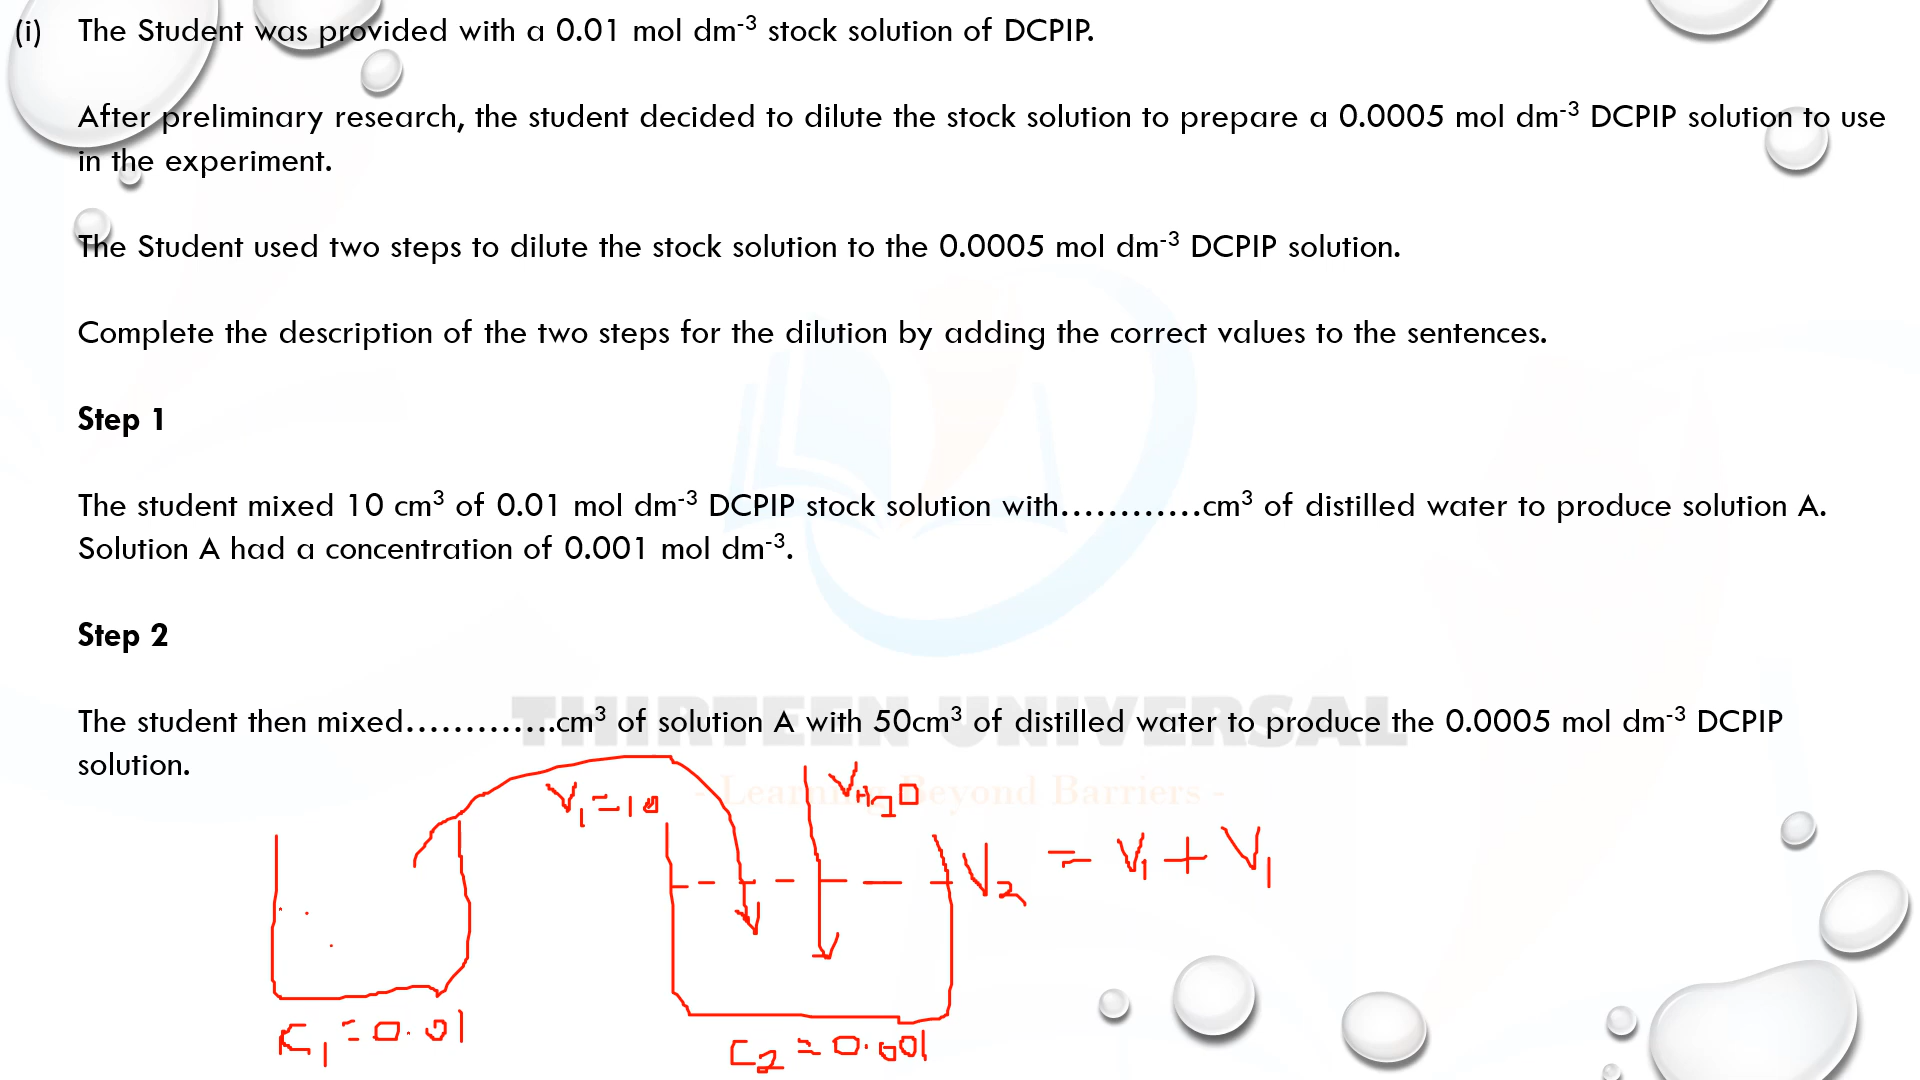 (i) The Student was provided with a 0.01 mol dm-3 stock solution of DCPIP.
After preliminary research, the student decided to dilute the stock solution to prepare a 0.0005 mol dm-3 DCPIP solution to use
in the experiment.
The Student used two steps to dilute the stock solution to the 0.0005 mol dm-3 DCPIP solution.
Complete the description of the two steps for the dilution by adding the correct values to the sentences.
Step 1
The student mixed 10 cm3 of 0.01 mol dm-3 DCPIP stock solution with............cm3 of distilled water to produce solution A.
Solution A had a concentration of 0.001 mol dm-3.
Step 2
The student then mixed.............cm3 of solution A with 50cm3 of distilled water to produce the 0.0005 mol dm-3 DCPIP
solution.
THIRTEEN UNIVERSAL
- Learning Beyond Barriers -
V1 = 10
VH2O
V2 = V1 + V1
C1 = 0.01
C2 = 0.001